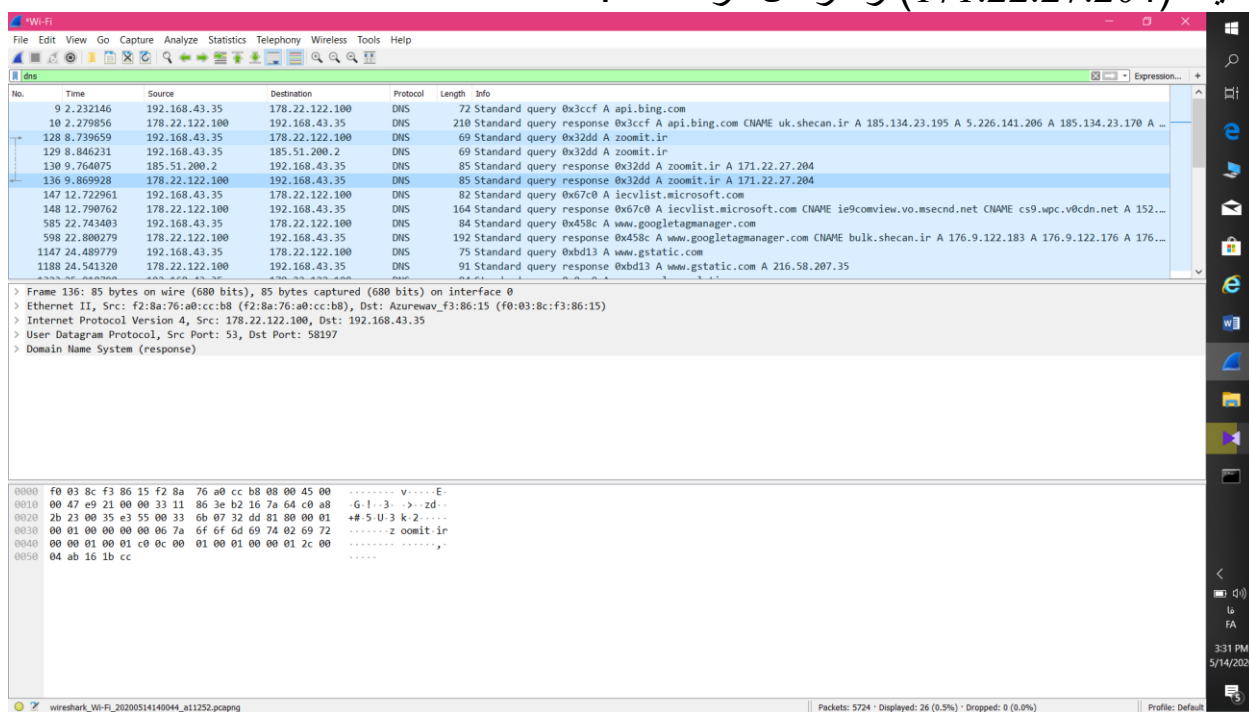 (171.22.27.204)
*Wi-Fi
File Edit View Go Capture Analyze Statistics Telephony Wireless Tools Help
dns
Expression... +
No. Time Source Destination Protocol Length Info
9 2.232146 192.168.43.35 178.22.122.100 DNS 72 Standard query 0x3ccf A api.bing.com
10 2.279856 178.22.122.100 192.168.43.35 DNS 210 Standard query response 0x3ccf A api.bing.com CNAME uk.shecan.ir A 185.134.23.195 A 5.226.141.206 A 185.134.23.170 A …
128 8.739659 192.168.43.35 178.22.122.100 DNS 69 Standard query 0x32dd A zoomit.ir
129 8.846231 192.168.43.35 185.51.200.2 DNS 69 Standard query 0x32dd A zoomit.ir
130 9.764075 185.51.200.2 192.168.43.35 DNS 85 Standard query response 0x32dd A zoomit.ir A 171.22.27.204
136 9.869928 178.22.122.100 192.168.43.35 DNS 85 Standard query response 0x32dd A zoomit.ir A 171.22.27.204
147 12.722961 192.168.43.35 178.22.122.100 DNS 82 Standard query 0x67c0 A iecvlist.microsoft.com
148 12.790762 178.22.122.100 192.168.43.35 DNS 164 Standard query response 0x67c0 A iecvlist.microsoft.com CNAME ie9comview.vo.msecnd.net CNAME cs9.wpc.v0cdn.net A 152.…
585 22.743403 192.168.43.35 178.22.122.100 DNS 84 Standard query 0x458c A www.googletagmanager.com
598 22.800279 178.22.122.100 192.168.43.35 DNS 192 Standard query response 0x458c A www.googletagmanager.com CNAME bulk.shecan.ir A 176.9.122.183 A 176.9.122.176 A 176.…
1147 24.489779 192.168.43.35 178.22.122.100 DNS 75 Standard query 0xbd13 A www.gstatic.com
1188 24.541320 178.22.122.100 192.168.43.35 DNS 91 Standard query response 0xbd13 A www.gstatic.com A 216.58.207.35
> Frame 136: 85 bytes on wire (680 bits), 85 bytes captured (680 bits) on interface 0
> Ethernet II, Src: f2:8a:76:a0:cc:b8 (f2:8a:76:a0:cc:b8), Dst: Azurewav_f3:86:15 (f0:03:8c:f3:86:15)
> Internet Protocol Version 4, Src: 178.22.122.100, Dst: 192.168.43.35
> User Datagram Protocol, Src Port: 53, Dst Port: 58197
> Domain Name System (response)
0000 f0 03 8c f3 86 15 f2 8a 76 a0 cc b8 08 00 45 00 ········ v·····E·
0010 00 47 e9 21 00 00 33 11 86 3e b2 16 7a 64 c0 a8 ·G·!··3· ·>··zd··
0020 2b 23 00 35 e3 55 00 33 6b 07 32 dd 81 80 00 01 +#·5·U·3 k·2·····
0030 00 01 00 00 00 00 06 7a 6f 6f 6d 69 74 02 69 72 ·······z oomit·ir
0040 00 00 01 00 01 c0 0c 00 01 00 01 00 00 01 2c 00 ········ ······,·
0050 04 ab 16 1b cc ·····
فا
FA
3:31 PM
5/14/202
5
wireshark_Wi-Fi_20200514140044_a11252.pcapng
Packets: 5724 · Displayed: 26 (0.5%) · Dropped: 0 (0.0%)
Profile: Default